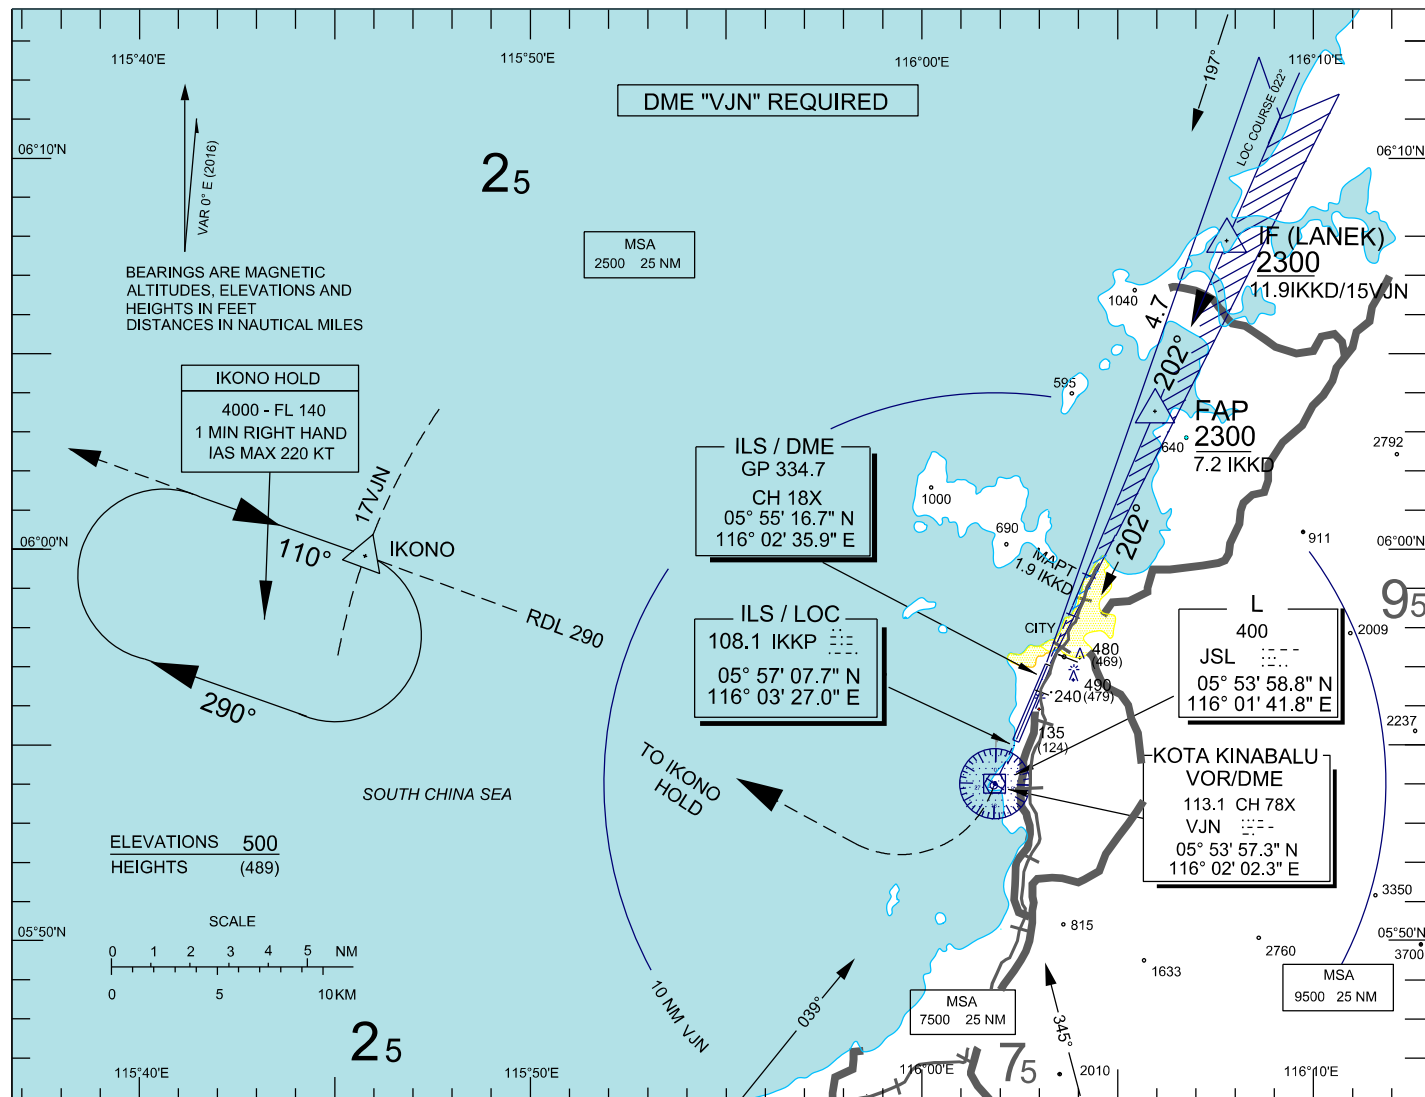 115°40'E
115°50'E
116°00'E
116°10'E
197°
LOC COURSE 022°
DME "VJN" REQUIRED
VAR 0° E (2016)
06°10'N
06°10'N
25
MSA
2500 25 NM
BEARINGS ARE MAGNETIC
ALTITUDES, ELEVATIONS AND
HEIGHTS IN FEET
DISTANCES IN NAUTICAL MILES
IF (LANEK)
2300
11.9IKKD/15VJN
1040
4.7
202°
IKONO HOLD
4000 - FL 140
1 MIN RIGHT HAND
IAS MAX 220 KT
595
FAP
2300
7.2 IKKD
640
2792
ILS / DME
GP 334.7
CH 18X
05° 55' 16.7" N
116° 02' 35.9" E
17VJN
IKONO
110°
RDL 290
290°
1000
690
202°
911
06°00'N
06°00'N
MAPT
1.9 IKKD
95
ILS / LOC
108.1 IKKP
05° 57' 07.7" N
116° 03' 27.0" E
CITY
480
(469)
490
(479)
240
135
(124)
L
400
JSL
05° 53' 58.8" N
116° 01' 41.8" E
2009
2237
TO IKONO
HOLD
KOTA KINABALU
VOR/DME
113.1 CH 78X
VJN
05° 53' 57.3" N
116° 02' 02.3" E
SOUTH CHINA SEA
ELEVATIONS 500
HEIGHTS (489)
SCALE
0 1 2 3 4 5 NM
0 5 10KM
3350
815
2760
1633
05°50'N
05°50'N
3700
10 NM VJN
039°
345°
MSA
7500 25 NM
MSA
9500 25 NM
25
75
2010
115°40'E
115°50'E
116°00'E
116°10'E